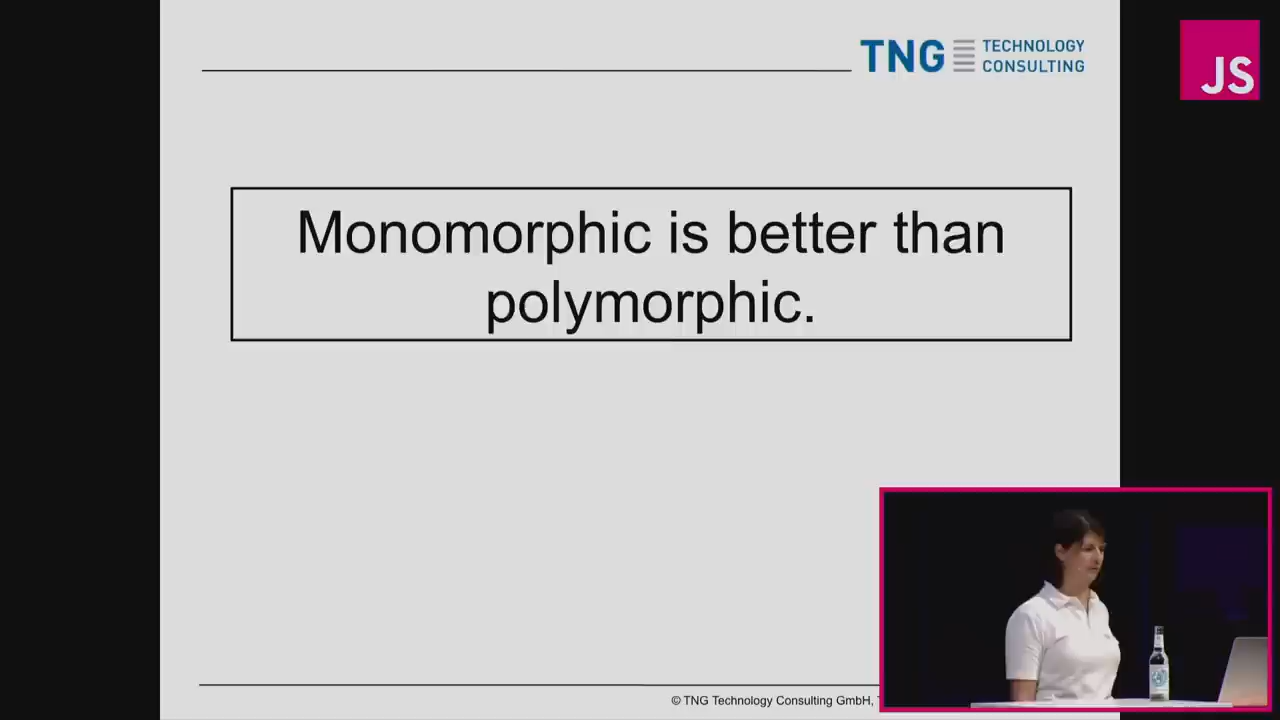 TNG TECHNOLOGY
CONSULTING
JS
Monomorphic is better than
polymorphic.
© TNG Technology Consulting GmbH,